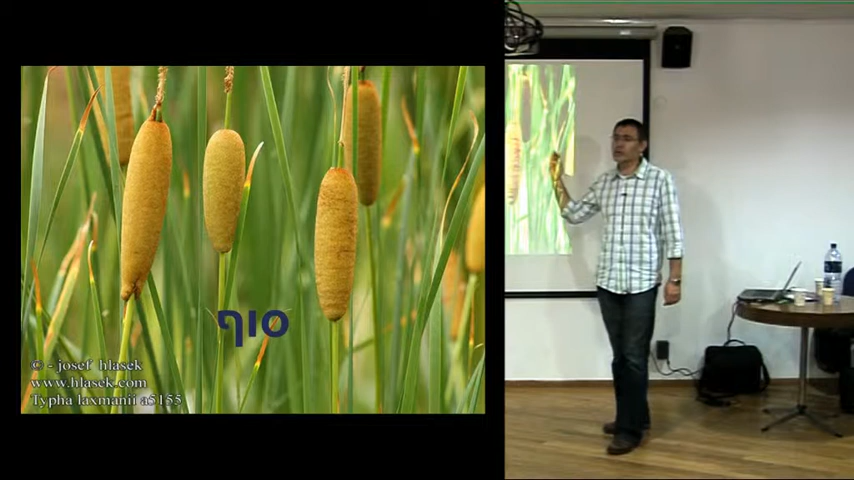 סוף
© - josef hlasek
www.hlasek.com
Typha laxmanii a5155